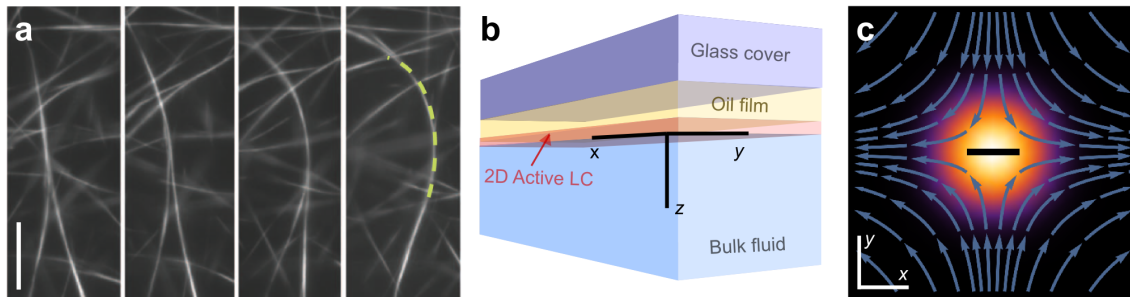 a
b
Glass cover
Oil film
x
y
2D Active LC
z
Bulk fluid
c
y
x